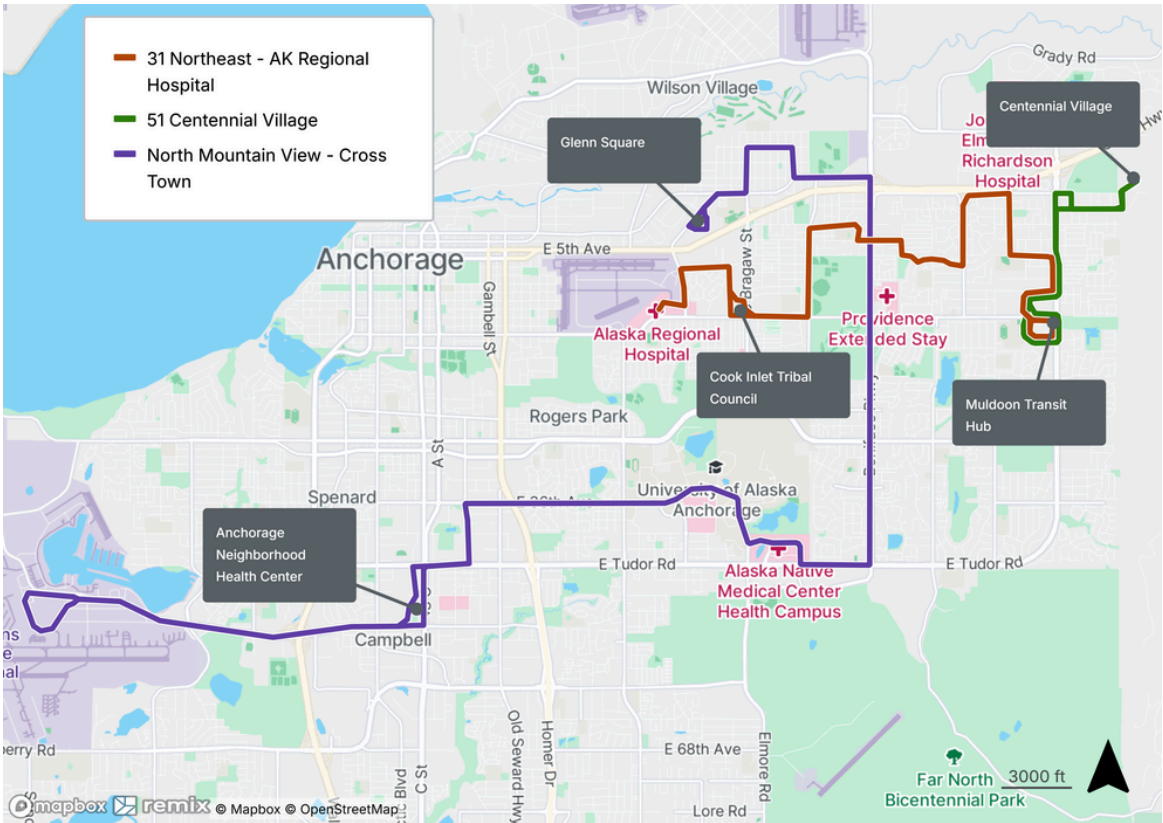 31 Northeast - AK Regional
Hospital
51 Centennial Village
North Mountain View - Cross
Town
Grady Rd
Wilson Village
Centennial Village
Glenn Square
Hospital
Richardson
E 5th Ave
Anchorage
Bragaw St
Gambell St
Alaska Regional
Hospital
Providence
Extended Stay
Cook Inlet Tribal
Council
Muldoon Transit
Hub
Rogers Park
A St
Spenard
University of Alaska
Anchorage
E 36th Ave
Anchorage
Neighborhood
Health Center
E Tudor Rd
E Tudor Rd
Alaska Native
Medical Center
Health Campus
Campbell
Old Seward Hwy
Homer Dr
E 68th Ave
Elmore Rd
C St
Far North
Bicentennial Park
3000 ft
Lore Rd
mapbox remix © Mapbox © OpenStreetMap